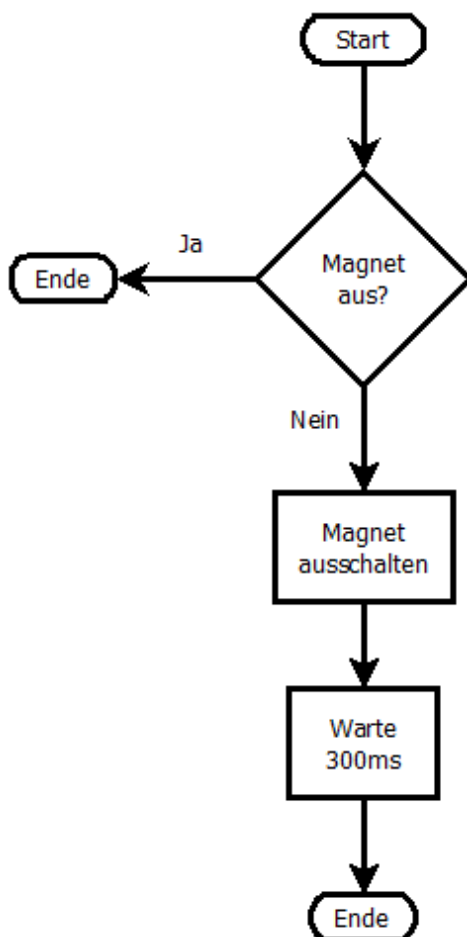 Start
Magnet
aus?
Ja
Ende
Nein
Magnet
ausschalten
Warte
300ms
Ende